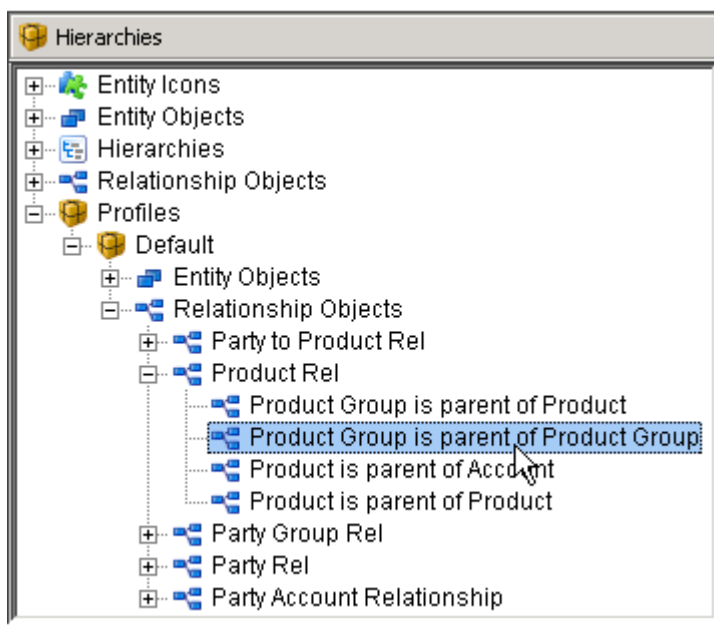 Hierarchies
Entity Icons
Entity Objects
Hierarchies
Relationship Objects
Profiles
Default
Entity Objects
Relationship Objects
Party to Product Rel
Product Rel
Product Group is parent of Product
Product Group is parent of Product Group
Product is parent of Account
Product is parent of Product
Party Group Rel
Party Rel
Party Account Relationship